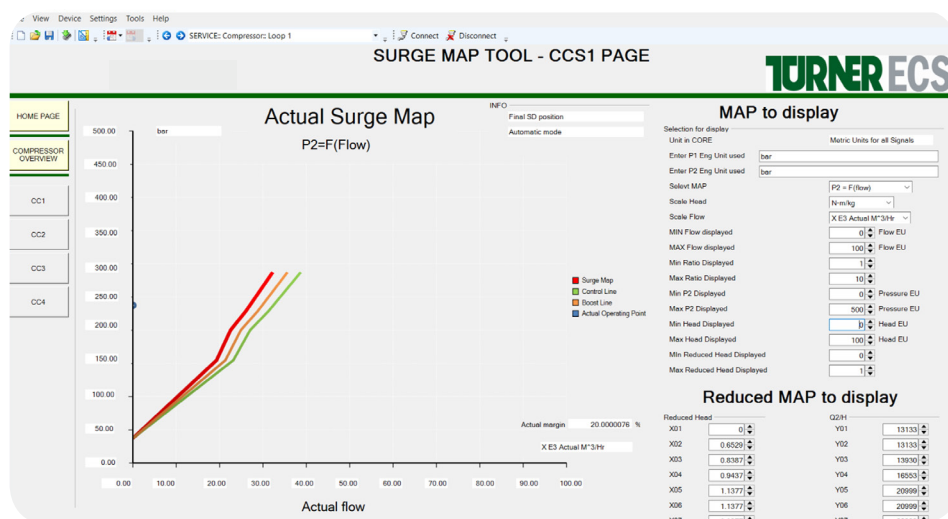 View Device Settings Tools Help
SERVICE:: Compressor:: Loop 1 Connect Disconnect
SURGE MAP TOOL - CCS1 PAGE
TURNER ECS
HOME PAGE
COMPRESSOR OVERVIEW
CC1
CC2
CC3
CC4
Actual Surge Map
P2=F(Flow)
bar
INFO
Final SD position
Automatic mode
500.00
450.00
400.00
350.00
300.00
250.00
200.00
150.00
100.00
50.00
0.00
Surge Map
Control Line
Boost Line
Actual Operating Point
Actual margin 20.0000076 %
X E3 Actual M^3/Hr
0.00 10.00 20.00 30.00 40.00 50.00 60.00 70.00 80.00 90.00 100.00
Actual flow
MAP to display
Selection for display
Unit in CORE Metric Units for all Signals
Enter P1 Eng Unit used bar
Enter P2 Eng Unit used bar
Selevt MAP P2 = F(flow)
Scale Head N-m/kg
Scale Flow X E3 Actual M^3/Hr
MIN Flow displayed 0 Flow EU
MAX Flow displayed 100 Flow EU
Min Ratio Displayed 1
Max Ratio Displayed 10
Min P2 Displayed 0 Pressure EU
Max P2 Displayed 500 Pressure EU
Min Head Displayed 0 Head EU
Max Head Displayed 100 Head EU
MIn Reduced Head Displayed 0
Max Reduced Head Displayed 1
Reduced MAP to display
Reduced Head Q2/H
X01 0 Y01 13133
X02 0.6529 Y02 13133
X03 0.8387 Y03 13930
X04 0.9437 Y04 16553
X05 1.1377 Y05 20999
X06 1.1377 Y06 20999